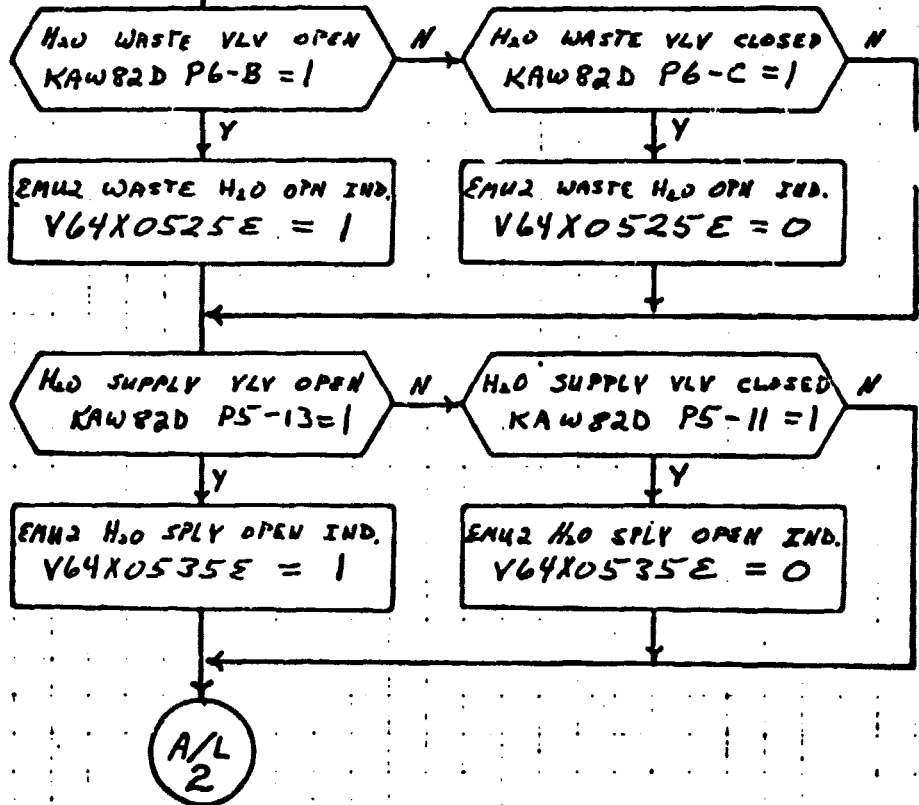 H2O WASTE VLV OPEN
KAW82D P6-B = 1
N
H2O WASTE VLV CLOSED
KAW82D P6-C = 1
N
Y
Y
EMU2 WASTE H2O OPN IND.
V64X0525E = 1
EMU2 WASTE H2O OPN IND.
V64X0525E = 0
H2O SUPPLY VLV OPEN
KAW82D P5-13=1
N
H2O SUPPLY VLV CLOSED
KAW82D P5-11 = 1
N
Y
Y
EMU2 H2O SPLY OPEN IND.
V64X0535E = 1
EMU2 H2O SPLY OPEN IND.
V64X0535E = 0
A/L
2